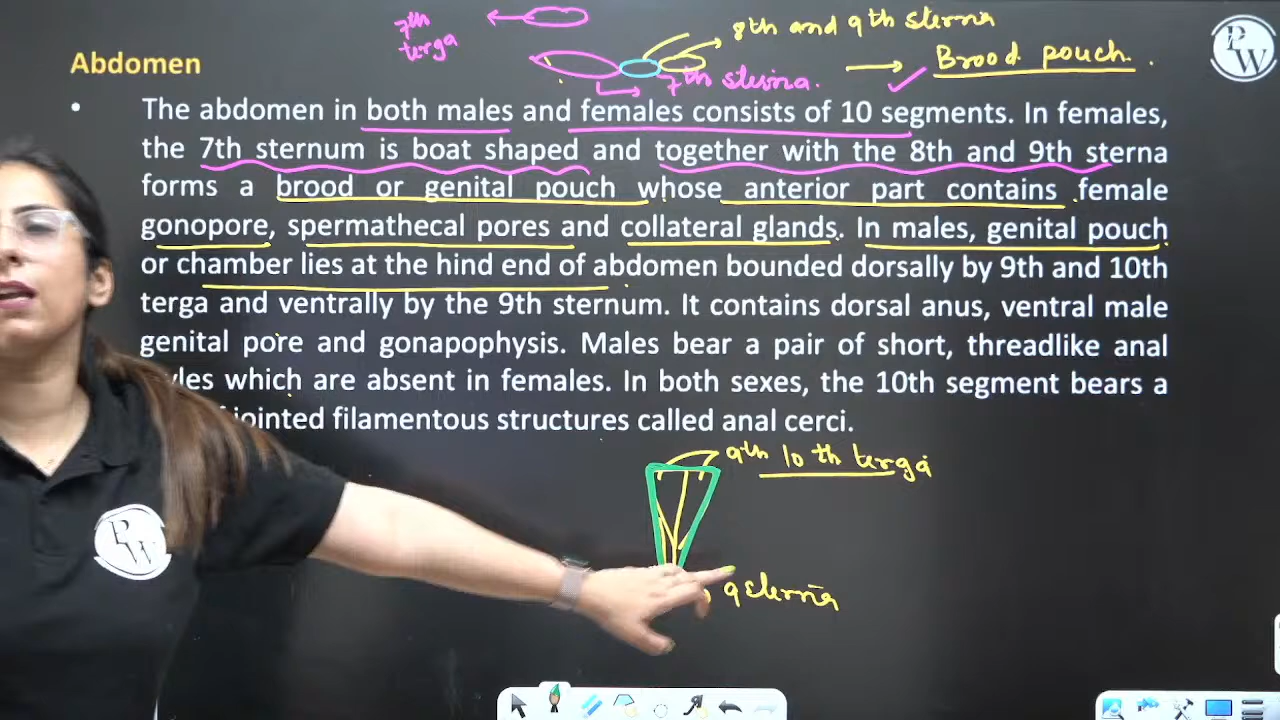 7th
terga
8th and 9th sterna
Brood pouch.
7th sterna.
PW
Abdomen
• The abdomen in both males and females consists of 10 segments. In females,
the 7th sternum is boat shaped and together with the 8th and 9th sterna
forms a brood or genital pouch whose anterior part contains female
gonopore, spermathecal pores and collateral glands. In males, genital pouch
or chamber lies at the hind end of abdomen bounded dorsally by 9th and 10th
terga and ventrally by the 9th sternum. It contains dorsal anus, ventral male
genital pore and gonapophysis. Males bear a pair of short, threadlike anal
which are absent in females. In both sexes, the 10th segment bears a
jointed filamentous structures called anal cerci.
9th 10th terga
9 sterna
PW